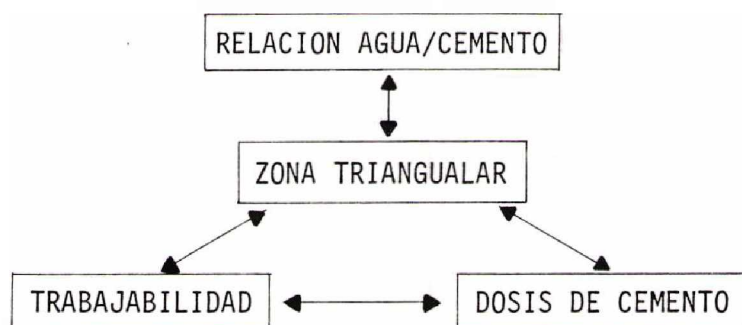 RELACION AGUA/CEMENTO
ZONA TRIANGUALAR
TRABAJABILIDAD
DOSIS DE CEMENTO